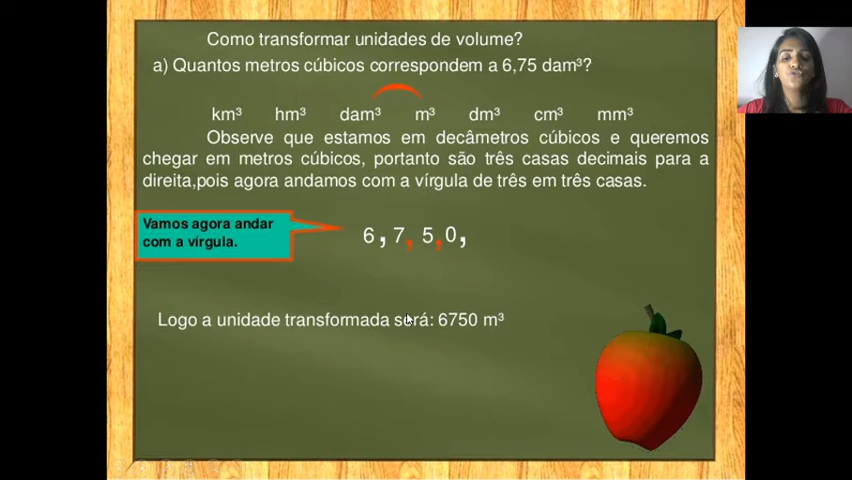 Como transformar unidades de volume?
a) Quantos metros cúbicos correspondem a 6,75 dam³?
km³ hm³ dam³ m³ dm³ cm³ mm³
Observe que estamos em decâmetros cúbicos e queremos
chegar em metros cúbicos, portanto são três casas decimais para a
direita,pois agora andamos com a vírgula de três em três casas.
Vamos agora andar
com a vírgula.
6, 7, 5,0,
Logo a unidade transformada será: 6750 m³